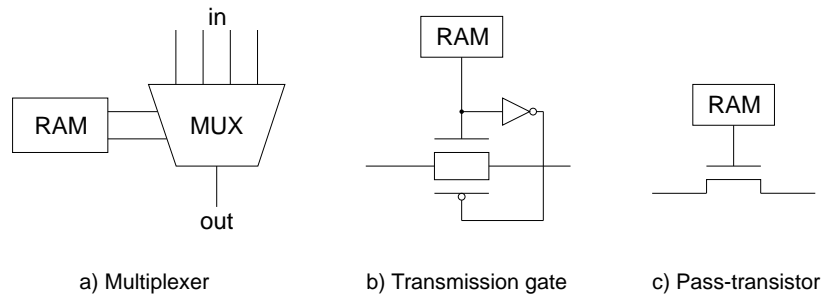 in
RAM
RAM
RAM
MUX
out
a) Multiplexer
b) Transmission gate
c) Pass-transistor